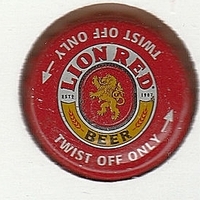 TWIST OFF ONLY
LION RED
ESTD 1907
BEER
TWIST OFF ONLY